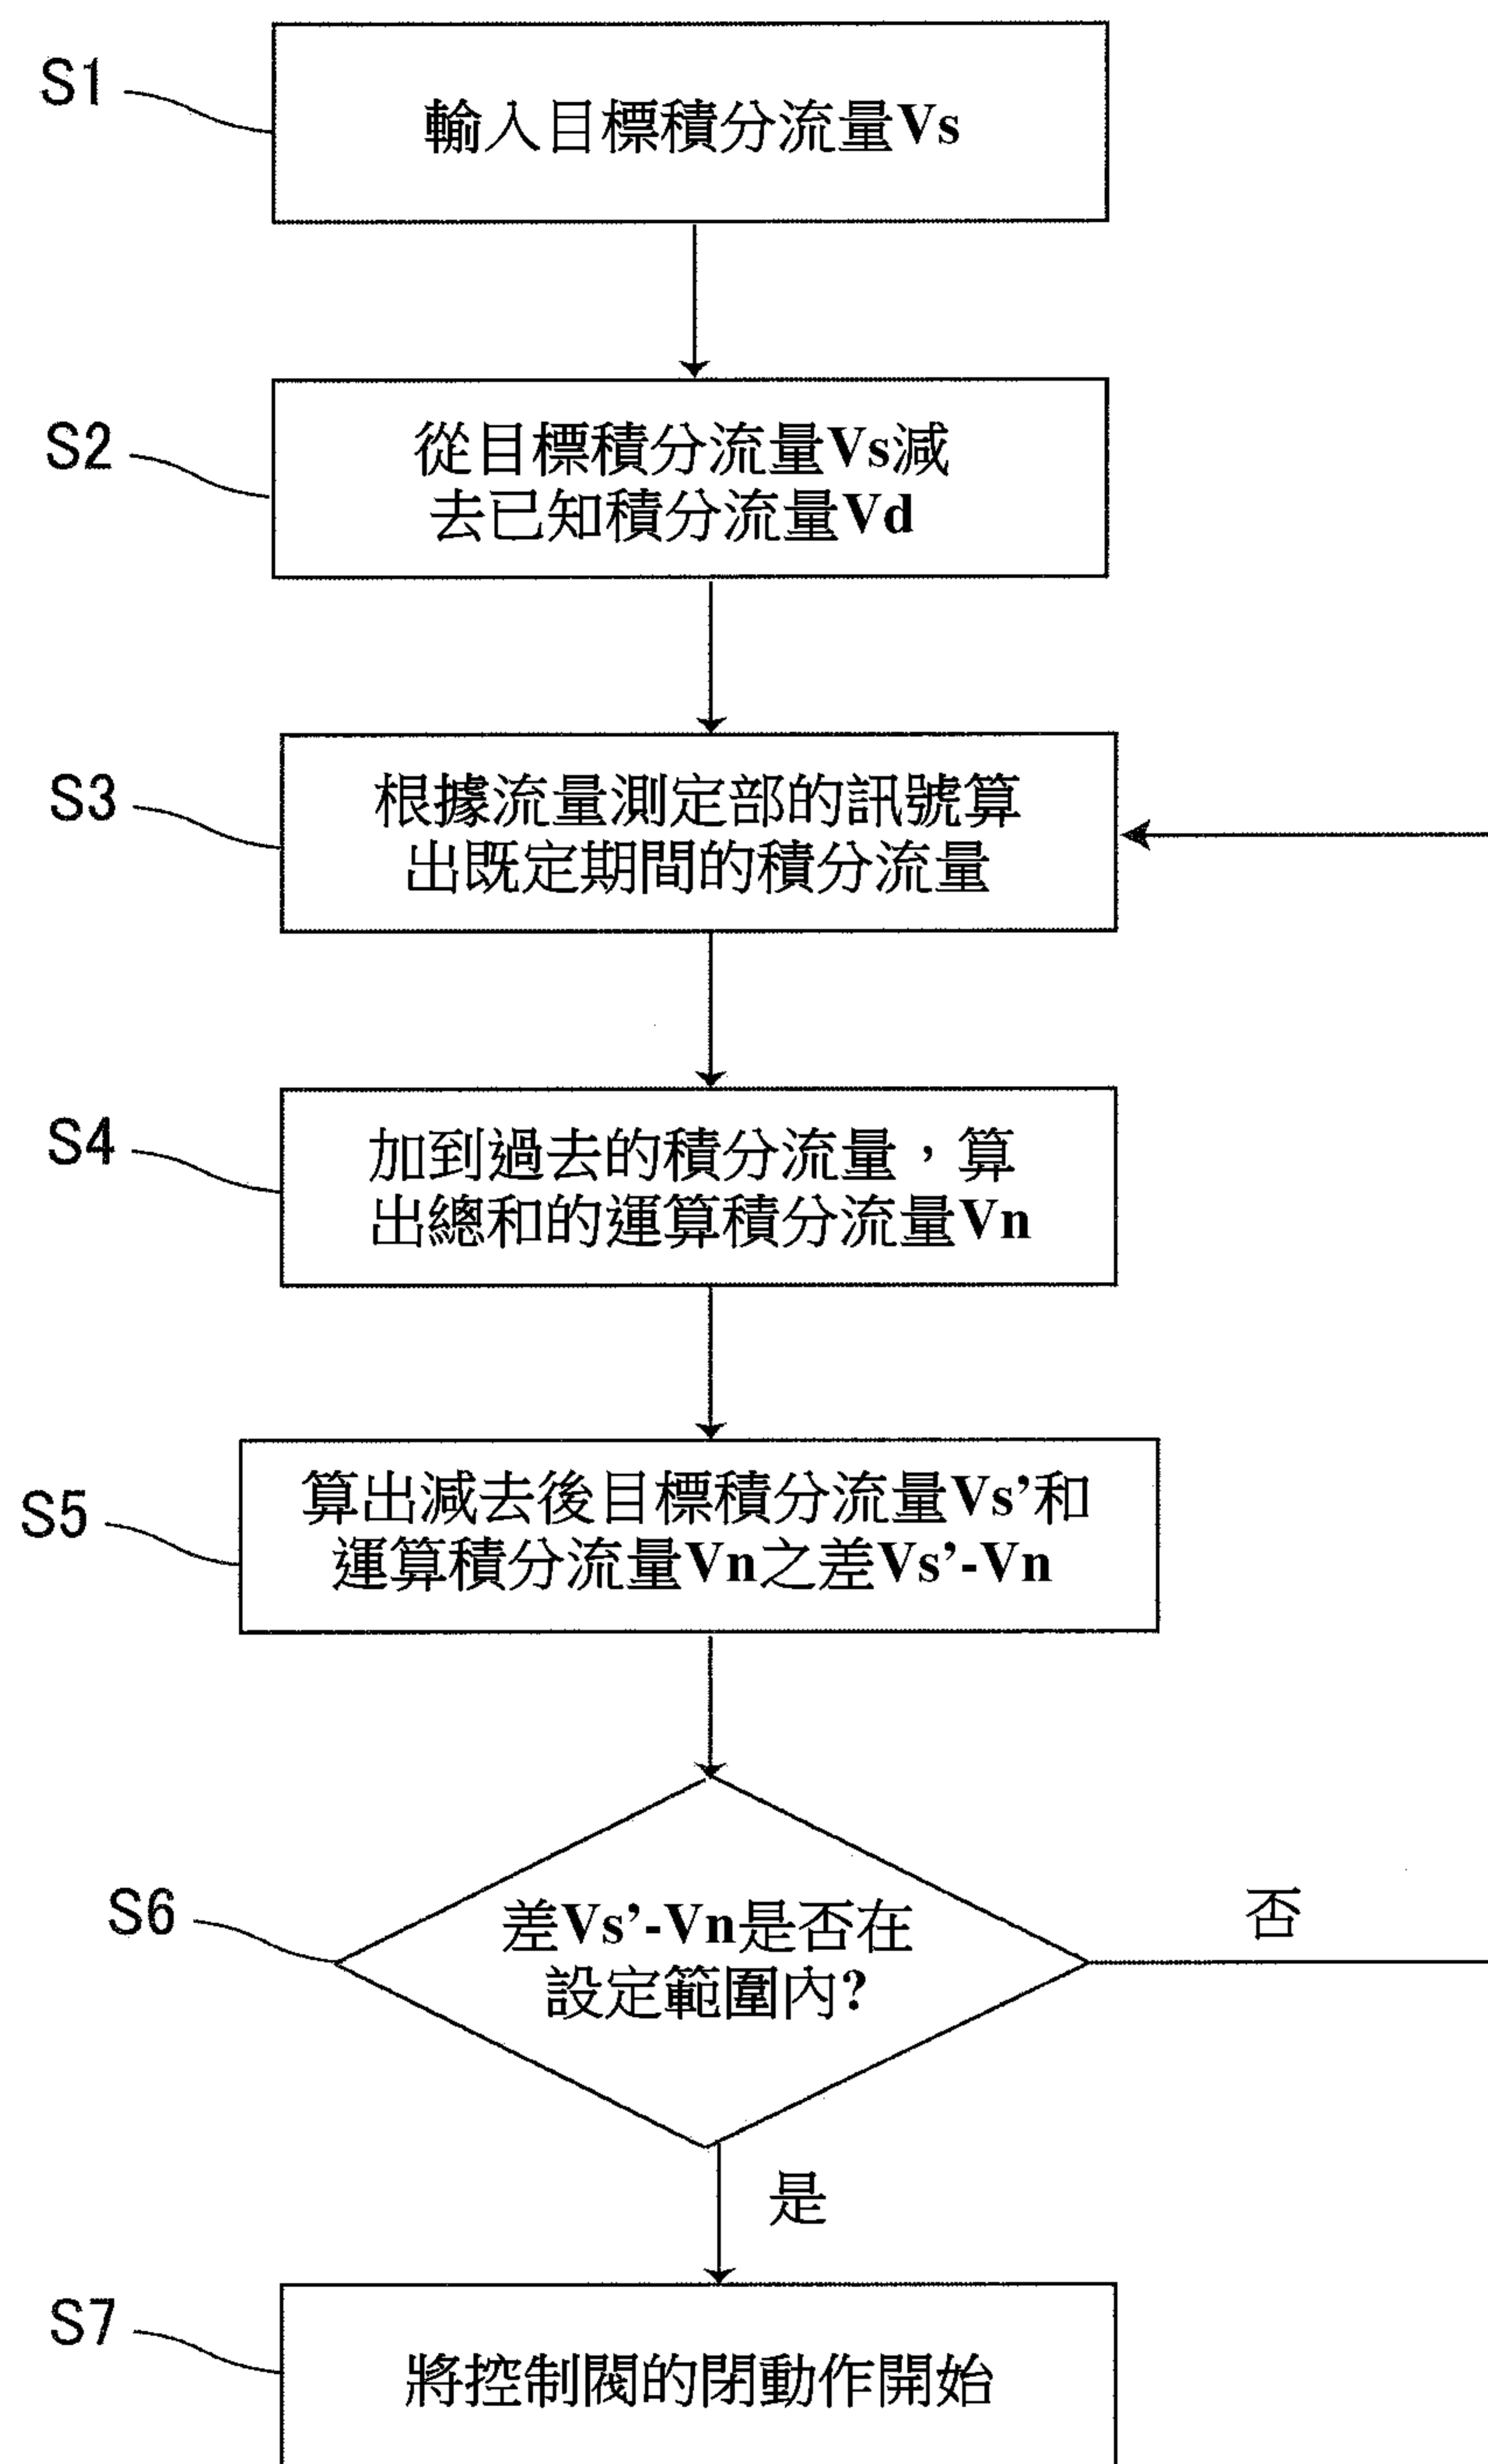 S1
輸入目標積分流量Vs
S2
從目標積分流量Vs減
去已知積分流量Vd
S3
根據流量測定部的訊號算
出既定期間的積分流量
S4
加到過去的積分流量，算
出總和的運算積分流量Vn
S5
算出減去後目標積分流量Vs’和
運算積分流量Vn之差Vs’-Vn
S6
差Vs’-Vn是否在
設定範圍內?
否
是
S7
將控制閥的閉動作開始